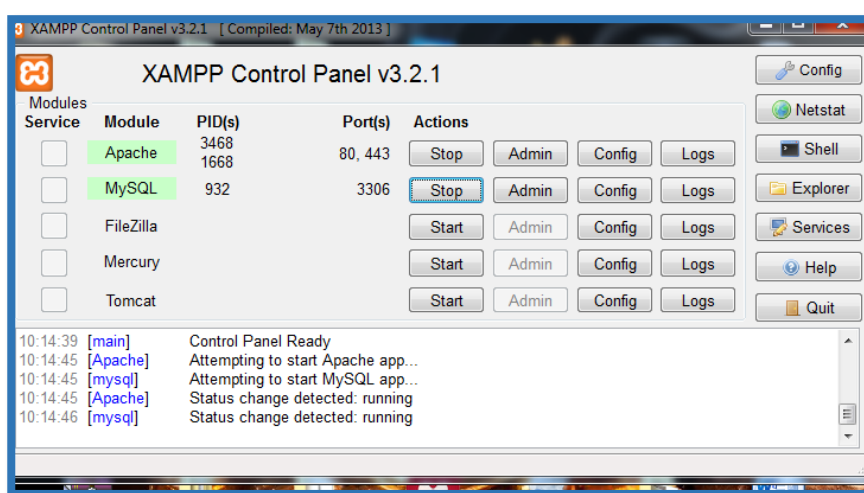 XAMPP Control Panel v3.2.1 [ Compiled: May 7th 2013 ]
XAMPP Control Panel v3.2.1
Config
Modules
Netstat
Service Module PID(s) Port(s) Actions
Apache 3468 1668 80, 443 Stop Admin Config Logs
Shell
MySQL 932 3306 Stop Admin Config Logs
Explorer
FileZilla Start Admin Config Logs
Services
Mercury Start Admin Config Logs
Help
Tomcat Start Admin Config Logs
Quit
10:14:39 [main] Control Panel Ready
10:14:45 [Apache] Attempting to start Apache app...
10:14:45 [mysql] Attempting to start MySQL app...
10:14:45 [Apache] Status change detected: running
10:14:46 [mysql] Status change detected: running